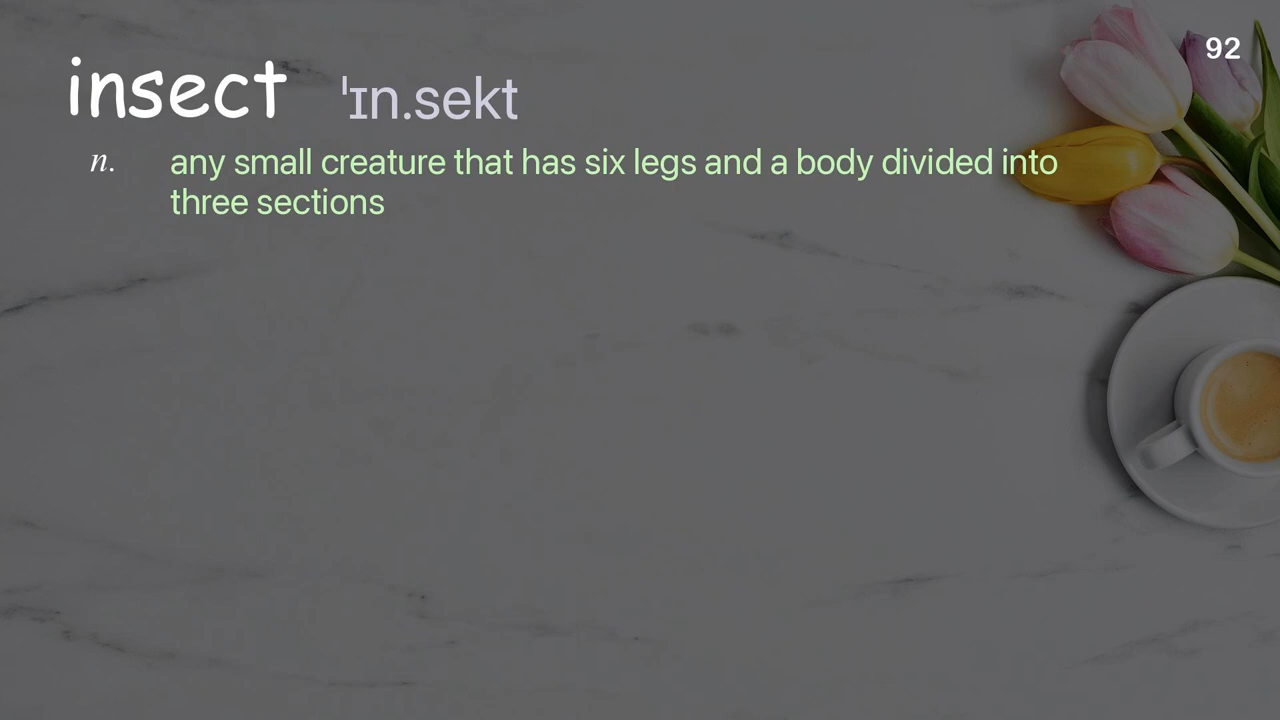 92
insect ˈɪn.sekt
n. any small creature that has six legs and a body divided into
three sections